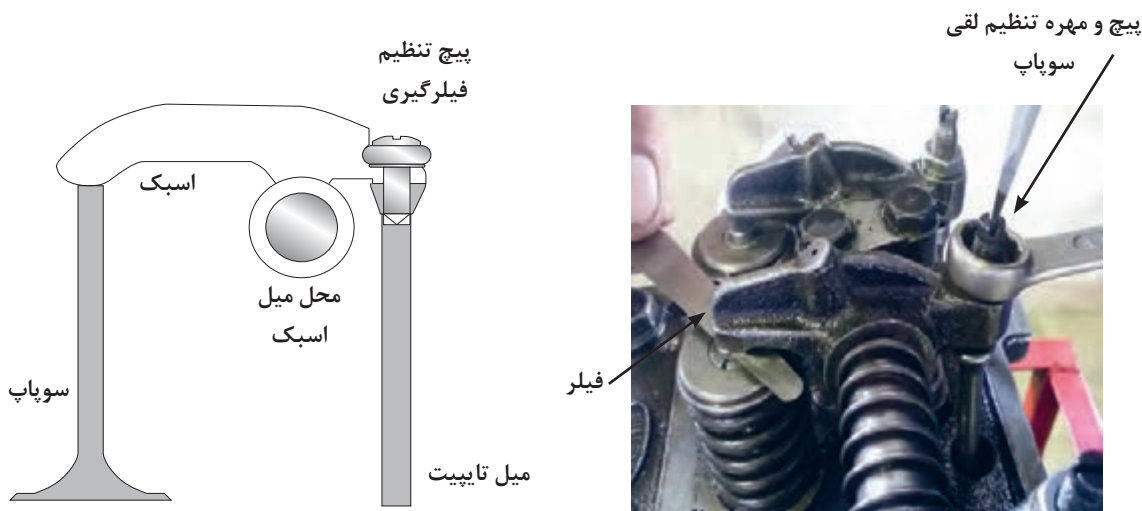 پیچ و مهره تنظیم لقی
سوپاپ
پیچ تنظیم
فیلرگیری
اسبک
محل میل
اسبک
سوپاپ
فیلر
میل تایپیت